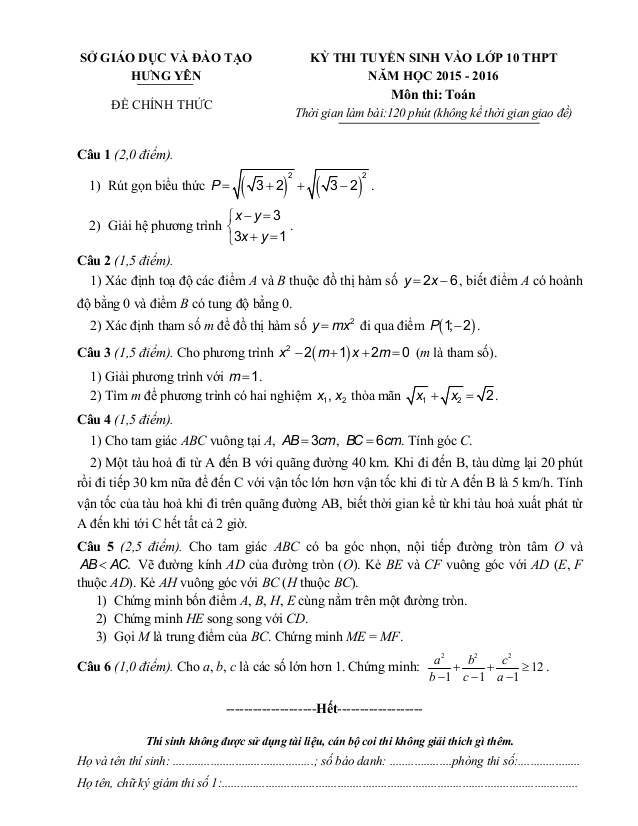 SỞ GIÁO DỤC VÀ ĐÀO TẠO
HƯNG YÊN
ĐỀ CHÍNH THỨC
KỲ THI TUYỂN SINH VÀO LỚP 10 THPT
NĂM HỌC 2015 - 2016
Môn thi: Toán
Thời gian làm bài:120 phút (không kể thời gian giao đề)
Câu 1 (2,0 điểm).
1) Rút gọn biểu thức P = √((√3 + 2)²) + √((√3 − 2)²) .
2) Giải hệ phương trình { x − y = 3 ; 3x + y = 1 .
Câu 2 (1,5 điểm).
1) Xác định toạ độ các điểm A và B thuộc đồ thị hàm số y = 2x − 6, biết điểm A có hoành
độ bằng 0 và điểm B có tung độ bằng 0.
2) Xác định tham số m để đồ thị hàm số y = mx² đi qua điểm P(1; −2).
Câu 3 (1,5 điểm). Cho phương trình x² − 2(m+1)x + 2m = 0 (m là tham số).
1) Giải phương trình với m = 1.
2) Tìm m để phương trình có hai nghiệm x₁, x₂ thỏa mãn √x₁ + √x₂ = √2.
Câu 4 (1,5 điểm).
1) Cho tam giác ABC vuông tại A, AB = 3cm, BC = 6cm. Tính góc C.
2) Một tàu hoả đi từ A đến B với quãng đường 40 km. Khi đi đến B, tàu dừng lại 20 phút
rồi đi tiếp 30 km nữa để đến C với vận tốc lớn hơn vận tốc khi đi từ A đến B là 5 km/h. Tính
vận tốc của tàu hoả khi đi trên quãng đường AB, biết thời gian kể từ khi tàu hoả xuất phát từ
A đến khi tới C hết tất cả 2 giờ.
Câu 5 (2,5 điểm). Cho tam giác ABC có ba góc nhọn, nội tiếp đường tròn tâm O và
AB < AC. Vẽ đường kính AD của đường tròn (O). Kẻ BE và CF vuông góc với AD (E, F
thuộc AD). Kẻ AH vuông góc với BC (H thuộc BC).
1) Chứng minh bốn điểm A, B, H, E cùng nằm trên một đường tròn.
2) Chứng minh HE song song với CD.
3) Gọi M là trung điểm của BC. Chứng minh ME = MF.
Câu 6 (1,0 điểm). Cho a, b, c là các số lớn hơn 1. Chứng minh: a²/(b−1) + b²/(c−1) + c²/(a−1) ≥ 12 .
---------------------Hết--------------------
Thí sinh không được sử dụng tài liệu, cán bộ coi thi không giải thích gì thêm.
Họ và tên thí sinh: .............................................; số báo danh: ....................phòng thi số:....................
Họ tên, chữ ký giám thi số 1:..................................................................................................................